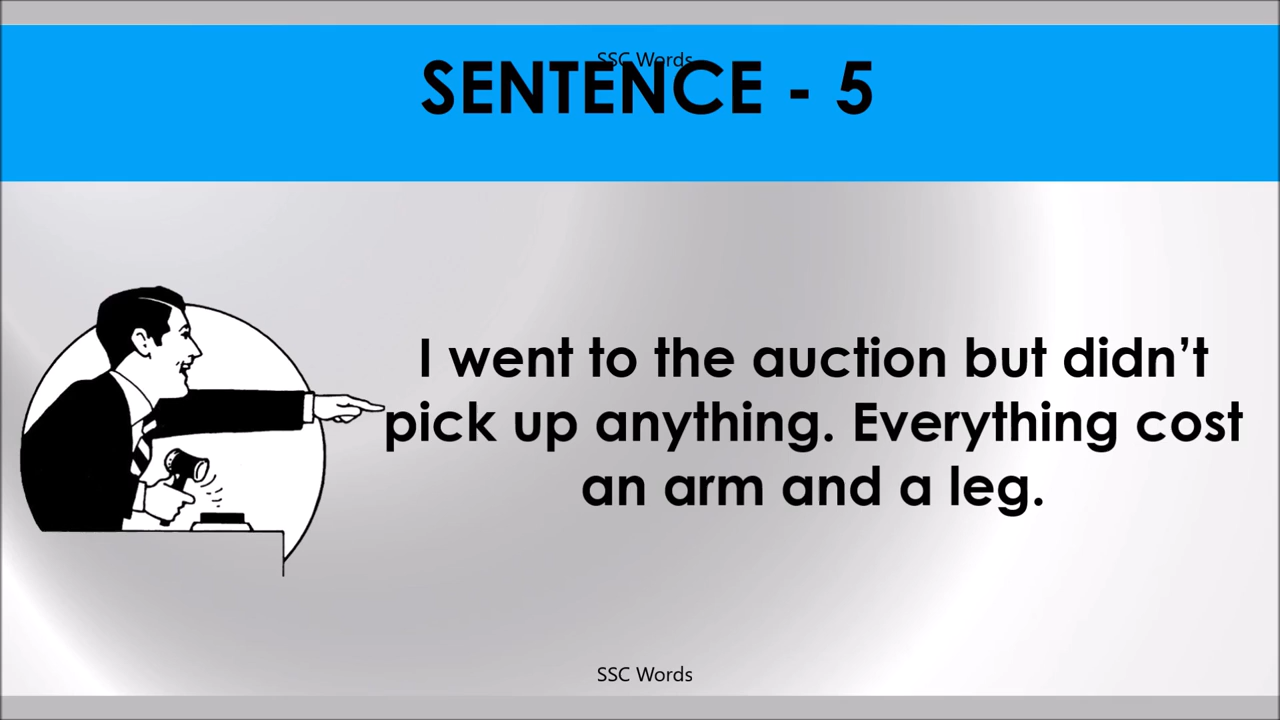 SSC Words
SENTENCE - 5
I went to the auction but didn’t
pick up anything. Everything cost
an arm and a leg.
SSC Words